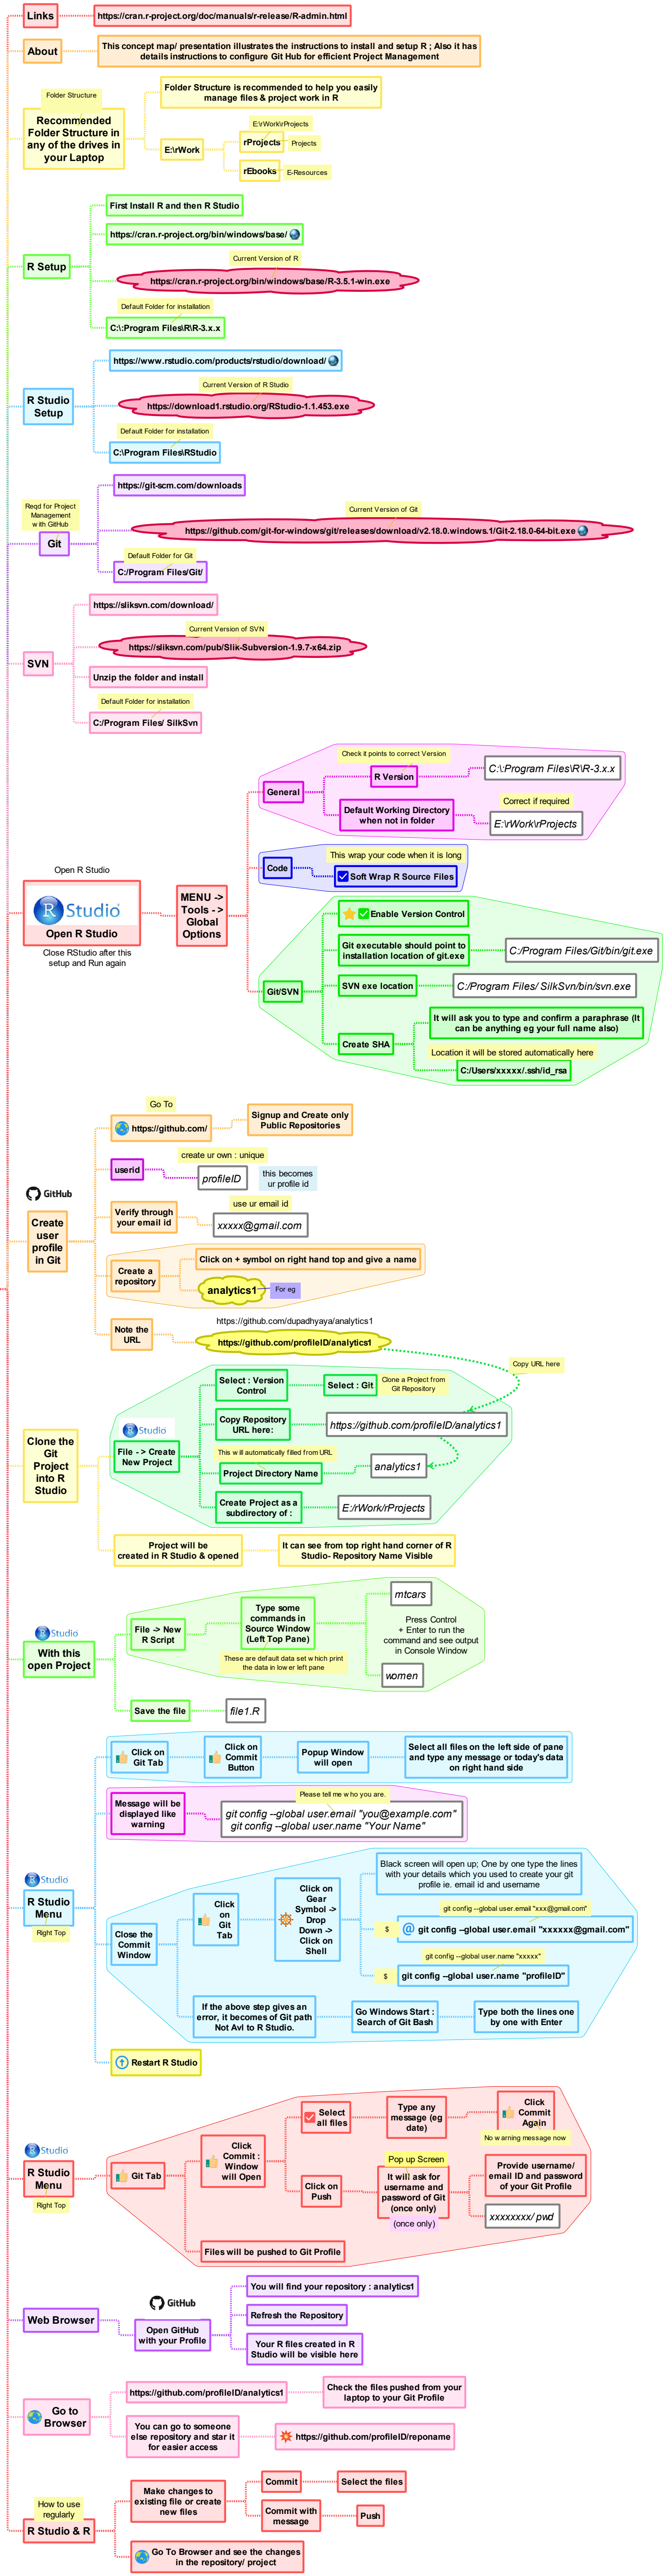 Links
https://cran.r-project.org/doc/manuals/r-release/R-admin.html
About
This concept map/ presentation illustrates the instructions to install and setup R ; Also it has
details instructions to configure Git Hub for efficient Project Management
Folder Structure
Recommended
Folder Structure in
any of the drives in
your Laptop
Folder Structure is recommended to help you easily
manage files & project work in R
E:\rWork
E:\rWork\rProjects
rProjects
Projects
rEbooks
E-Resources
R Setup
First Install R and then R Studio
https://cran.r-project.org/bin/windows/base/
Current Version of R
https://cran.r-project.org/bin/windows/base/R-3.5.1-win.exe
Default Folder for installation
C:\:Program Files\R\R-3.x.x
R Studio
Setup
https://www.rstudio.com/products/rstudio/download/
Current Version of R Studio
https://download1.rstudio.org/RStudio-1.1.453.exe
Default Folder for installation
C:\Program Files\RStudio
Reqd for Project
Management
with GitHub
Git
https://git-scm.com/downloads
Current Version of Git
https://github.com/git-for-windows/git/releases/download/v2.18.0.windows.1/Git-2.18.0-64-bit.exe
Default Folder for Git
C:/Program Files/Git/
SVN
https://sliksvn.com/download/
Current Version of SVN
https://sliksvn.com/pub/Slik-Subversion-1.9.7-x64.zip
Unzip the folder and install
Default Folder for installation
C:/Program Files/ SilkSvn
Open R Studio
R Studio
Open R Studio
Close RStudio after this
setup and Run again
MENU ->
Tools - >
Global
Options
General
Check it points to correct Version
R Version
C:\:Program Files\R\R-3.x.x
Default Working Directory
when not in folder
Correct if required
E:\rWork\rProjects
Code
This wrap your code when it is long
Soft Wrap R Source Files
Git/SVN
Enable Version Control
Git executable should point to
installation location of git.exe
C:/Program Files/Git/bin/git.exe
SVN exe location
C:/Program Files/ SilkSvn/bin/svn.exe
Create SHA
It will ask you to type and confirm a paraphrase (It
can be anything eg your full name also)
Location it will be stored automatically here
C:/Users/xxxxx/.ssh/id_rsa
GitHub
Create
user
profile
in Git
Go To
https://github.com/
Signup and Create only
Public Repositories
userid
create ur own : unique
profileID
this becomes
ur profile id
Verify through
your email id
use ur email id
xxxxx@gmail.com
Create a
repository
Click on + symbol on right hand top and give a name
analytics1
For eg
Note the
URL
https://github.com/dupadhyaya/analytics1
https://github.com/profileID/analytics1
Copy URL here
Clone the
Git
Project
into R
Studio
R Studio
File - > Create
New Project
Select : Version
Control
Select : Git
Clone a Project from
Git Repository
Copy Repository
URL here:
https://github.com/profileID/analytics1
This will automatically filled from URL
Project Directory Name
analytics1
Create Project as a
subdirectory of :
E:/rWork/rProjects
Project will be
created in R Studio & opened
It can see from top right hand corner of R
Studio- Repository Name Visible
R Studio
With this
open Project
File -> New
R Script
Type some
commands in
Source Window
(Left Top Pane)
These are default data set which print
the data in lower left pane
mtcars
Press Control
+ Enter to run the
command and see output
in Console Window
women
Save the file
file1.R
R Studio
R Studio
Menu
Right Top
Click on
Git Tab
Click on
Commit
Button
Popup Window
will open
Select all files on the left side of pane
and type any message or today's data
on right hand side
Message will be
displayed like
warning
Please tell me who you are.
git config --global user.email "you@example.com"
git config --global user.name "Your Name"
Close the
Commit
Window
Click
on
Git
Tab
Click on
Gear
Symbol ->
Drop
Down ->
Click on
Shell
Black screen will open up; One by one type the lines
with your details which you used to create your git
profile ie. email id and username
git config --global user.email "xxx@gmail.com"
$
git config --global user.email "xxxxxx@gmail.com"
git config --global user.name "xxxxx"
$
git config --global user.name "profileID"
If the above step gives an
error, it becomes of Git path
Not Avl to R Studio.
Go Windows Start :
Search of Git Bash
Type both the lines one
by one with Enter
Restart R Studio
R Studio
R Studio
Menu
Right Top
Git Tab
Click
Commit :
Window
will Open
Select
all files
Type any
message (eg
date)
Click
Commit
Again
No warning message now
Click on
Push
Pop up Screen
It will ask for
username and
password of Git
(once only)
(once only)
Provide username/
email ID and password
of your Git Profile
xxxxxxxx/ pwd
Files will be pushed to Git Profile
Web Browser
GitHub
Open GitHub
with your Profile
You will find your repository : analytics1
Refresh the Repository
Your R files created in R
Studio will be visible here
Go to
Browser
https://github.com/profileID/analytics1
Check the files pushed from your
laptop to your Git Profile
You can go to someone
else repository and star it
for easier access
https://github.com/profileID/reponame
How to use
regularly
R Studio & R
Make changes to
existing file or create
new files
Commit
Select the files
Commit with
message
Push
Go To Browser and see the changes
in the repository/ project